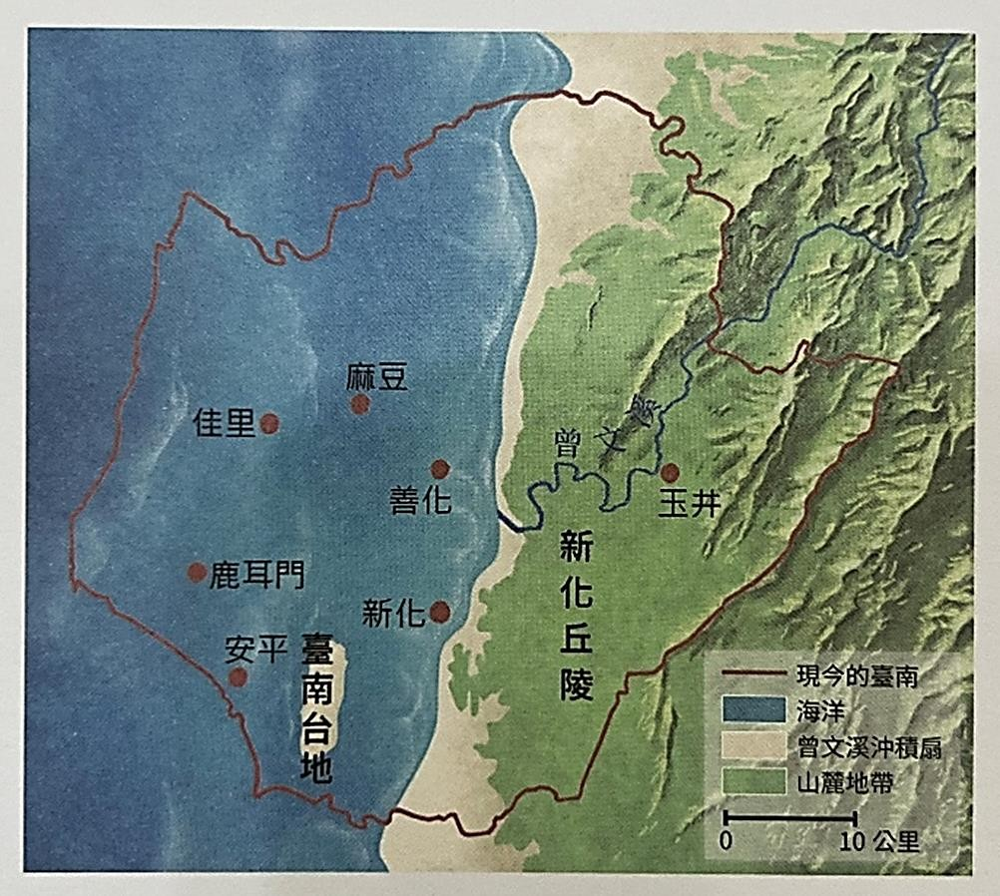 麻豆
佳里
曾文溪
善化
玉井
新化丘陵
鹿耳門
新化
安平
臺南台地
現今的臺南
海洋
曾文溪沖積扇
山麓地帶
0 10 公里